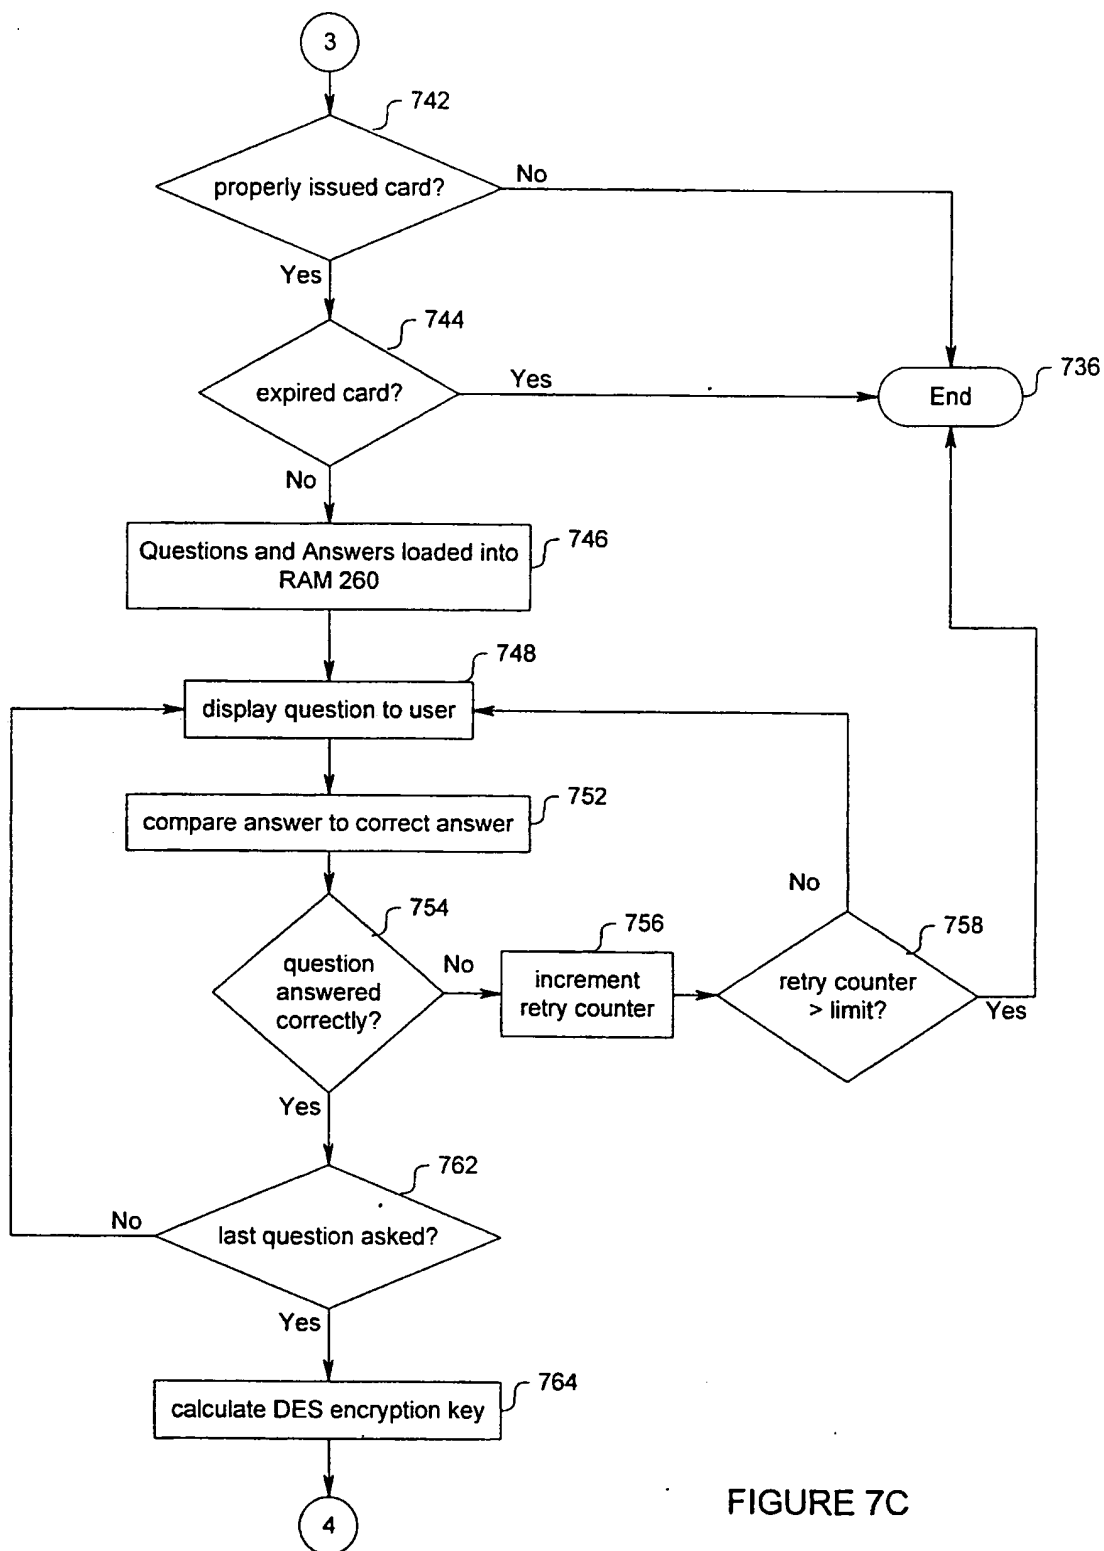 3
742
properly issued card?
No
Yes
744
expired card?
Yes
736
End
No
Questions and Answers loaded into
RAM 260
746
748
display question to user
752
compare answer to correct answer
754
question
answered
correctly?
No
756
increment
retry counter
No
758
retry counter
> limit?
Yes
Yes
762
last question asked?
No
Yes
764
calculate DES encryption key
4
FIGURE 7C